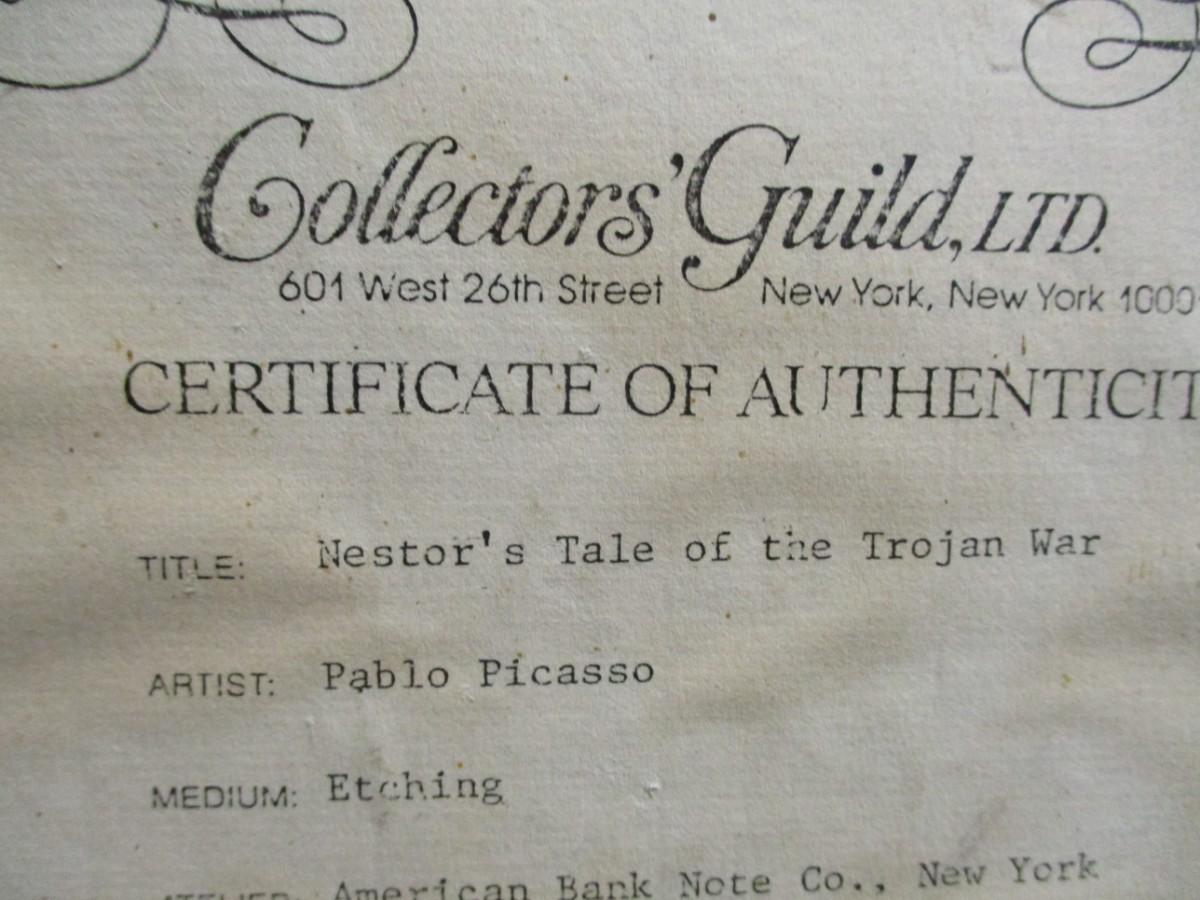 Collectors' Guild, LTD.
601 West 26th Street New York, New York
CERTIFICATE OF AUTHENTICIT
TITLE: Nestor's Tale of the Trojan War
ARTIST: Pablo Picasso
MEDIUM: Etching
ATELIER: American Bank Note Co., New York